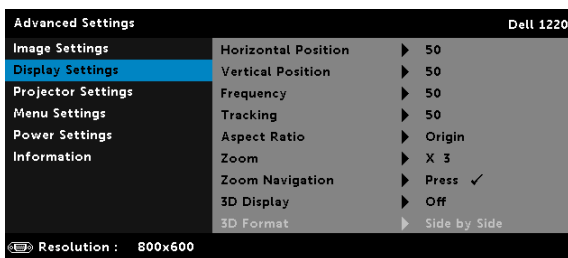 Advanced Settings Dell 1220
Image Settings
Display Settings
Projector Settings
Menu Settings
Power Settings
Information
Horizontal Position 50
Vertical Position 50
Frequency 50
Tracking 50
Aspect Ratio Origin
Zoom X 3
Zoom Navigation Press ✓
3D Display Off
3D Format Side by Side
Resolution : 800x600